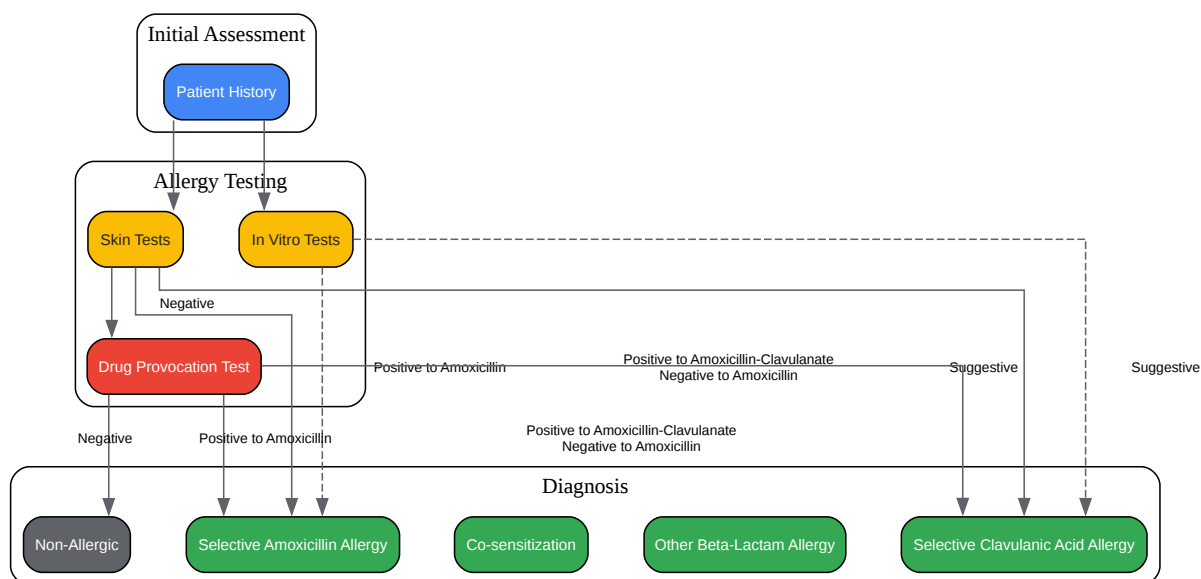 Initial Assessment
Patient History
Allergy Testing
Skin Tests
In Vitro Tests
Negative
Drug Provocation Test
Positive to Amoxicillin
Positive to Amoxicillin-Clavulanate
Negative to Amoxicillin
Suggestive
Suggestive
Negative
Positive to Amoxicillin
Positive to Amoxicillin-Clavulanate
Negative to Amoxicillin
Diagnosis
Non-Allergic
Selective Amoxicillin Allergy
Co-sensitization
Other Beta-Lactam Allergy
Selective Clavulanic Acid Allergy